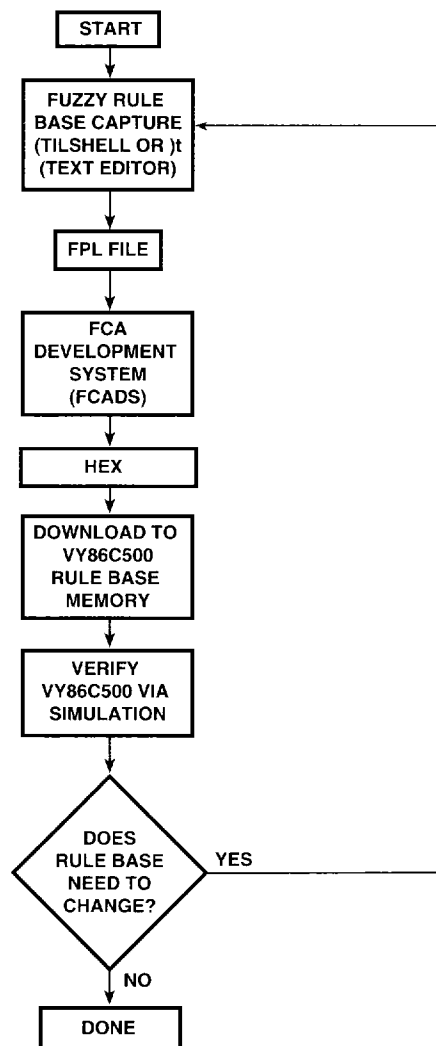 START
FUZZY RULE
BASE CAPTURE
(TILSHELL OR )t
(TEXT EDITOR)
FPL FILE
FCA
DEVELOPMENT
SYSTEM
(FCADS)
HEX
DOWNLOAD TO
VY86C500
RULE BASE
MEMORY
VERIFY
VY86C500 VIA
SIMULATION
DOES
RULE BASE
NEED TO
CHANGE?
YES
NO
DONE